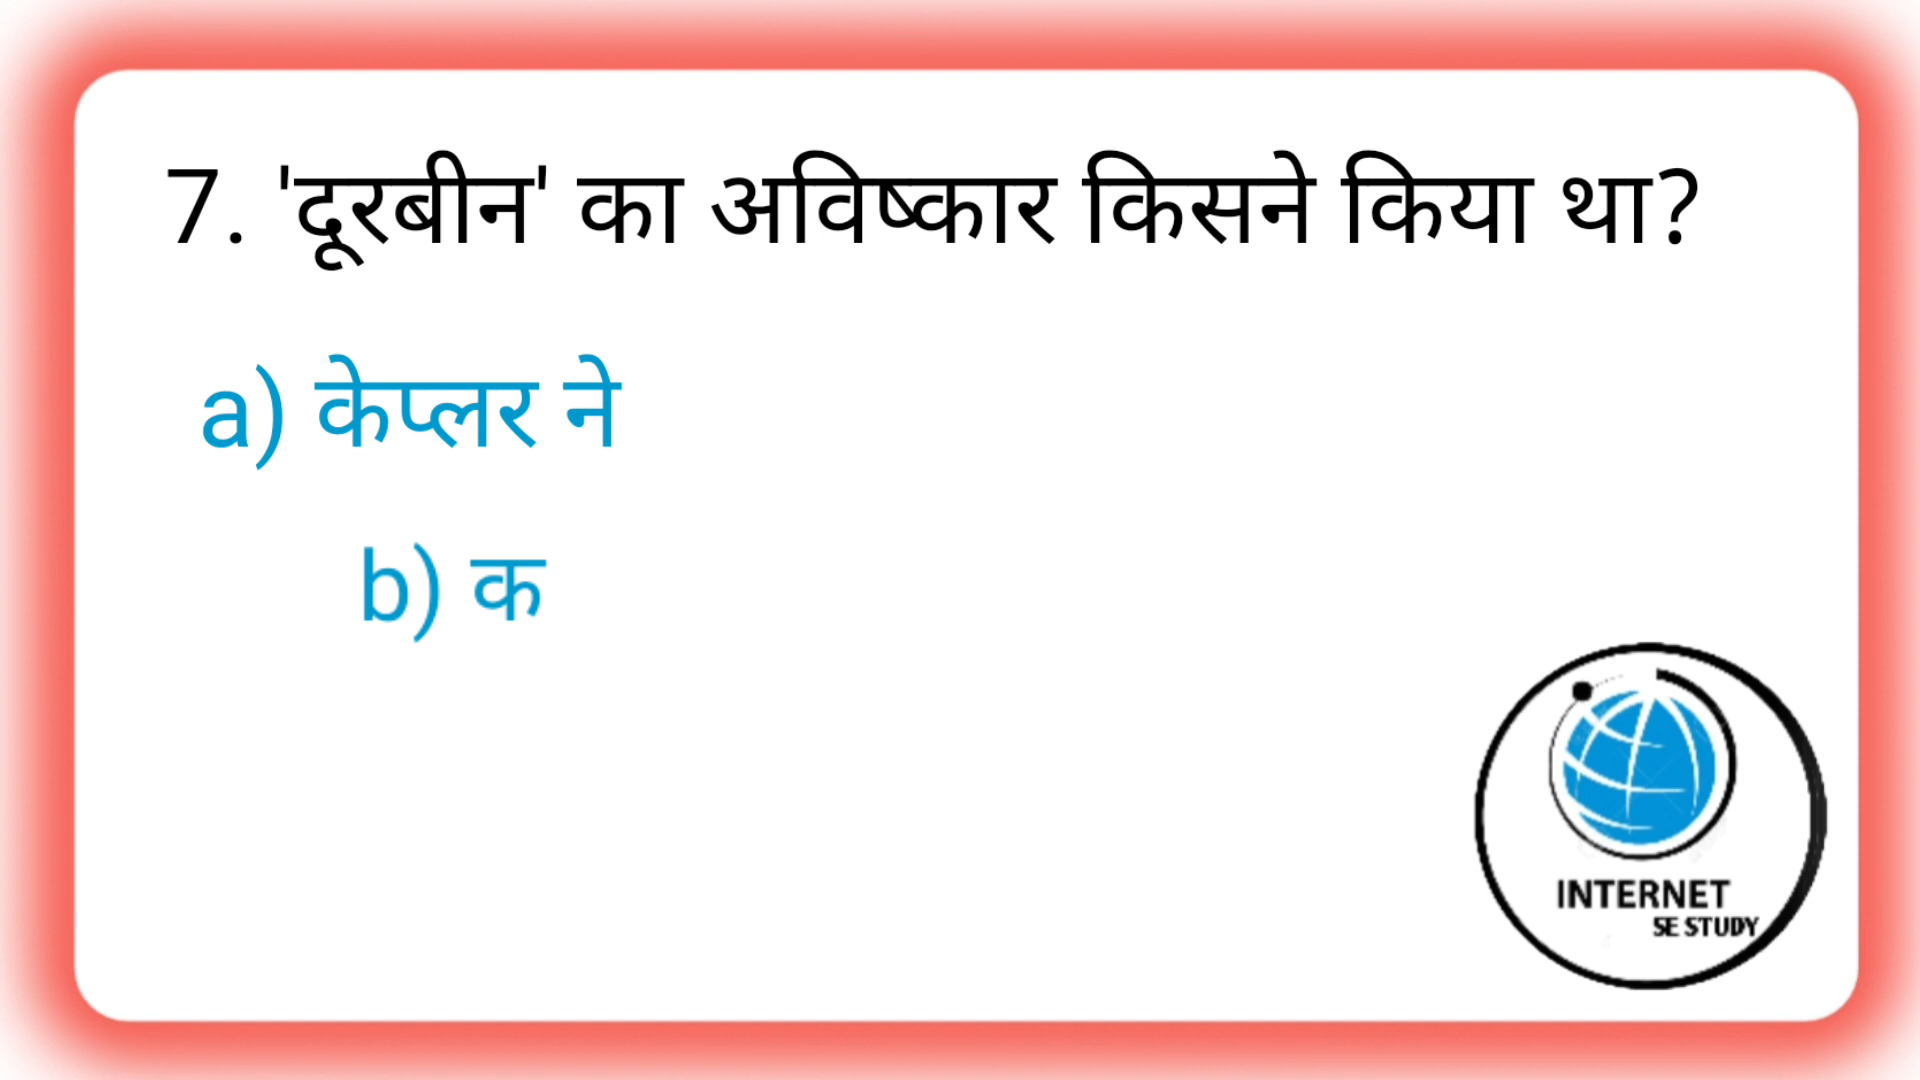 7. 'दूरबीन' का अविष्कार किसने किया था?
a) केप्लर ने
b) क
INTERNET
SE STUDY